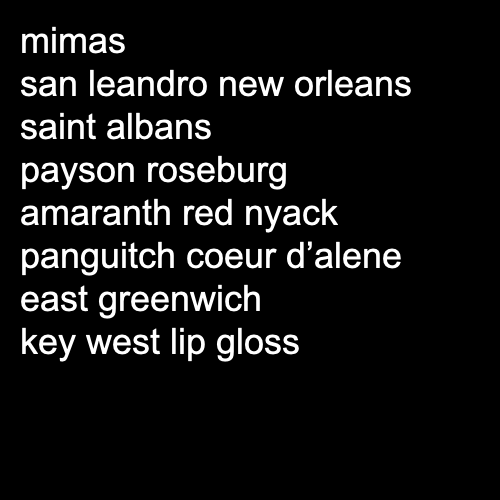 mimas
san leandro new orleans
saint albans
payson roseburg
amaranth red nyack
panguitch coeur d’alene
east greenwich
key west lip gloss